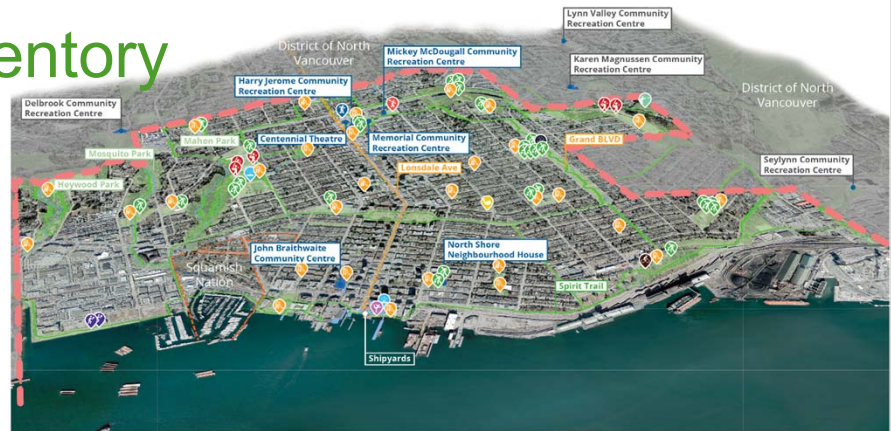 entory
Lynn Valley Community
Recreation Centre
District of North
Vancouver
Mickey McDougall Community
Recreation Centre
Karen Magnussen Community
Recreation Centre
Harry Jerome Community
Recreation Centre
District of North
Vancouver
Delbrook Community
Recreation Centre
Mahon Park
Centennial Theatre
Memorial Community
Recreation Centre
Grand BLVD
Mosquito Park
Lonsdale Ave
Seylynn Community
Recreation Centre
Heywood Park
John Braithwaite
Community Centre
North Shore
Neighbourhood House
Squamish
Nation
Spirit Trail
Shipyards